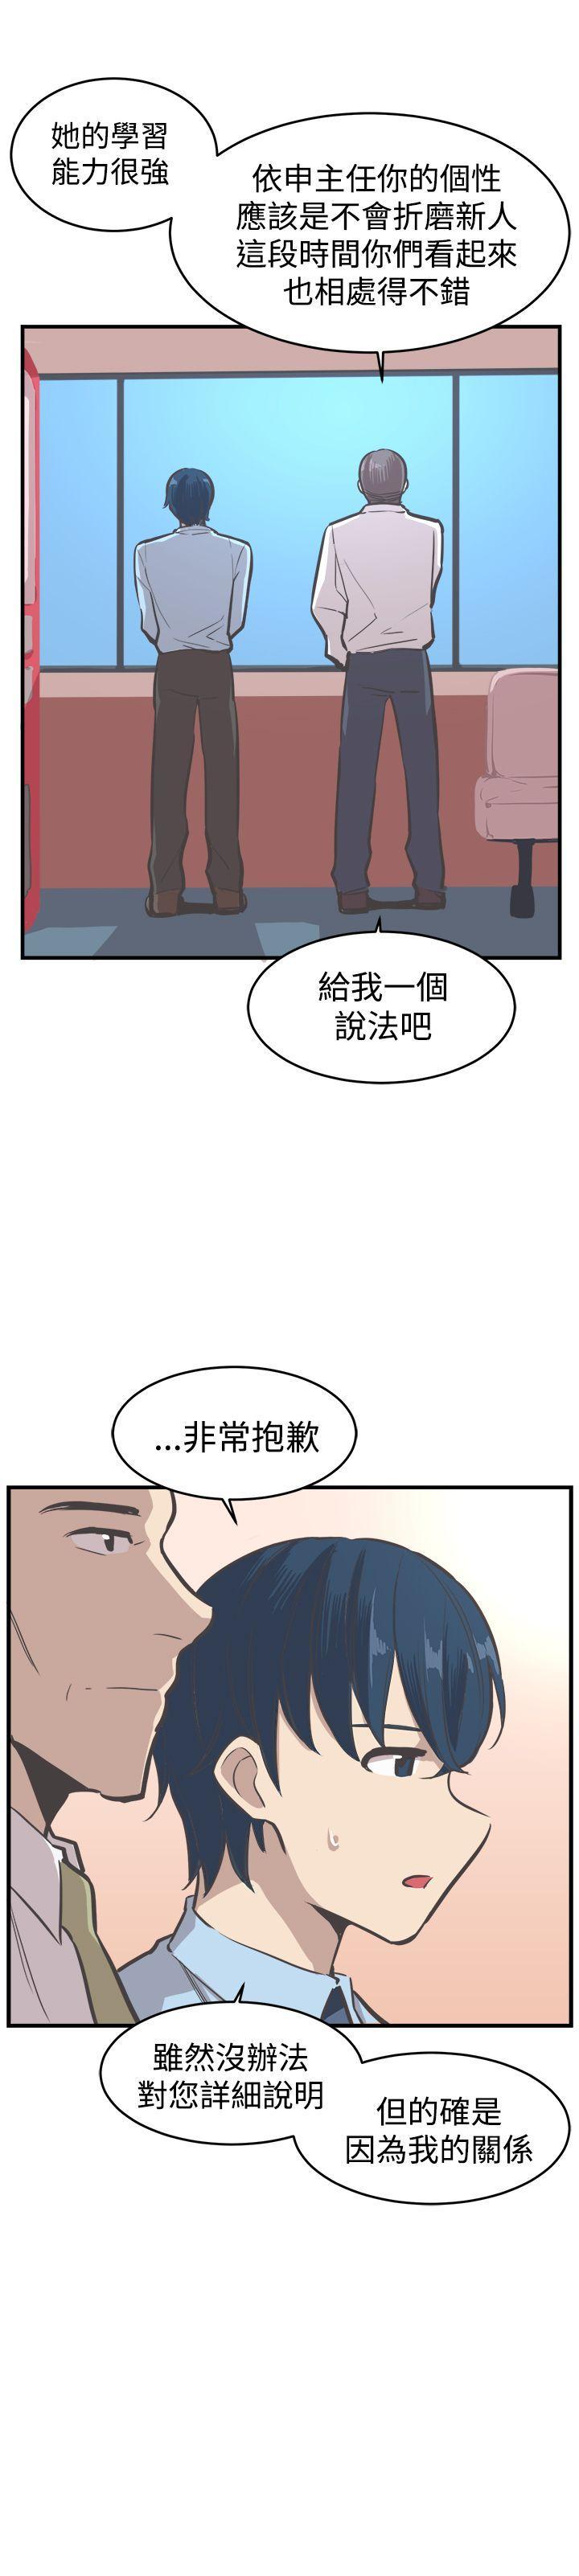 她的學習
能力很強
依申主任你的個性
應該是不會折磨新人
這段時間你們看起來
也相處得不錯
給我一個
說法吧
...非常抱歉
雖然沒辦法
對您詳細說明
但的確是
因為我的關係